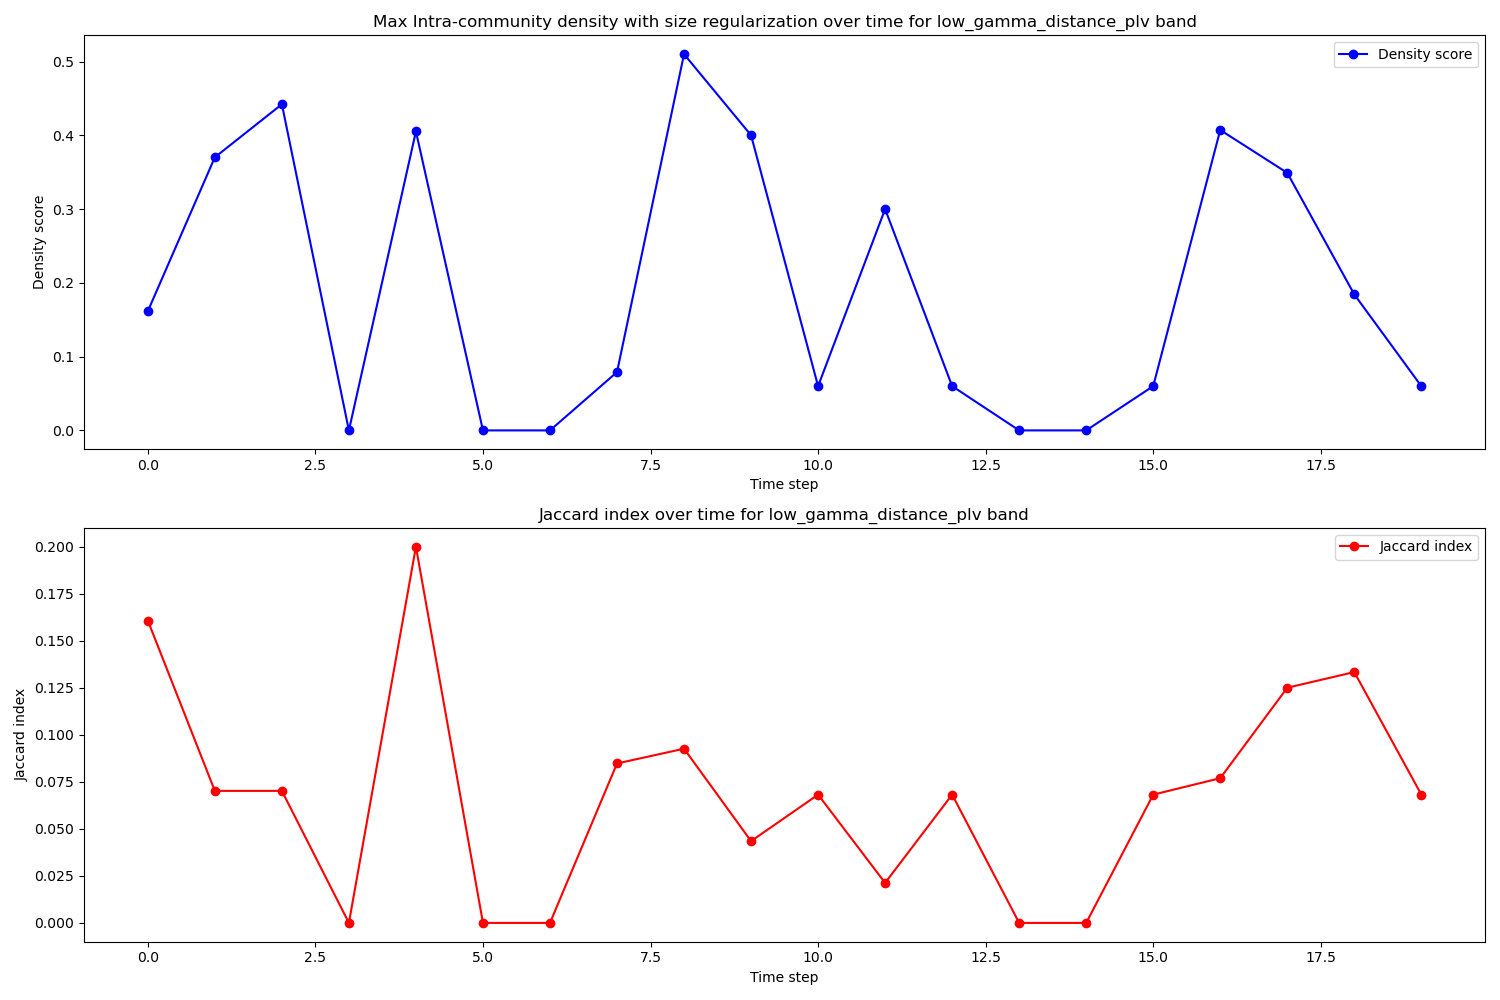 Max Intra-community density with size regularization over time for low_gamma_distance_plv band
Density score
Density score
0.5
0.4
0.3
0.2
0.1
0.0
0.0 2.5 5.0 7.5 10.0 12.5 15.0 17.5
Time step
Jaccard index over time for low_gamma_distance_plv band
Jaccard index
Jaccard index
0.200
0.175
0.150
0.125
0.100
0.075
0.050
0.025
0.000
0.0 2.5 5.0 7.5 10.0 12.5 15.0 17.5
Time step